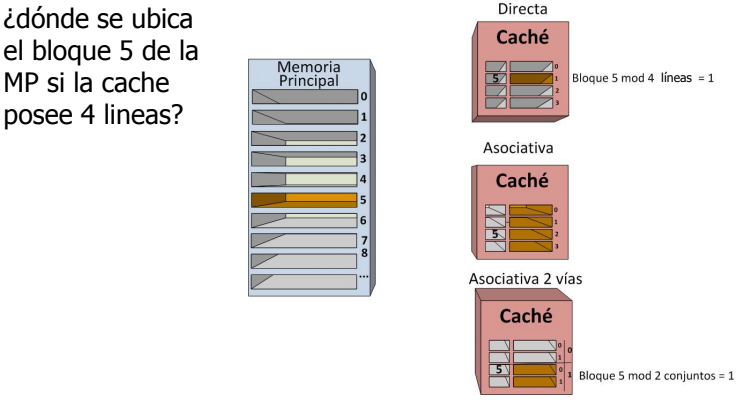 ¿dónde se ubica
el bloque 5 de la
MP si la cache
posee 4 lineas?
Memoria
Principal
0
1
2
3
4
5
6
7
8
...
Directa
Caché
0
5 1
2
3
Bloque 5 mod 4 líneas = 1
Asociativa
Caché
0
1
5 2
3
Asociativa 2 vías
Caché
0
1
0
5 0
1
1
Bloque 5 mod 2 conjuntos = 1